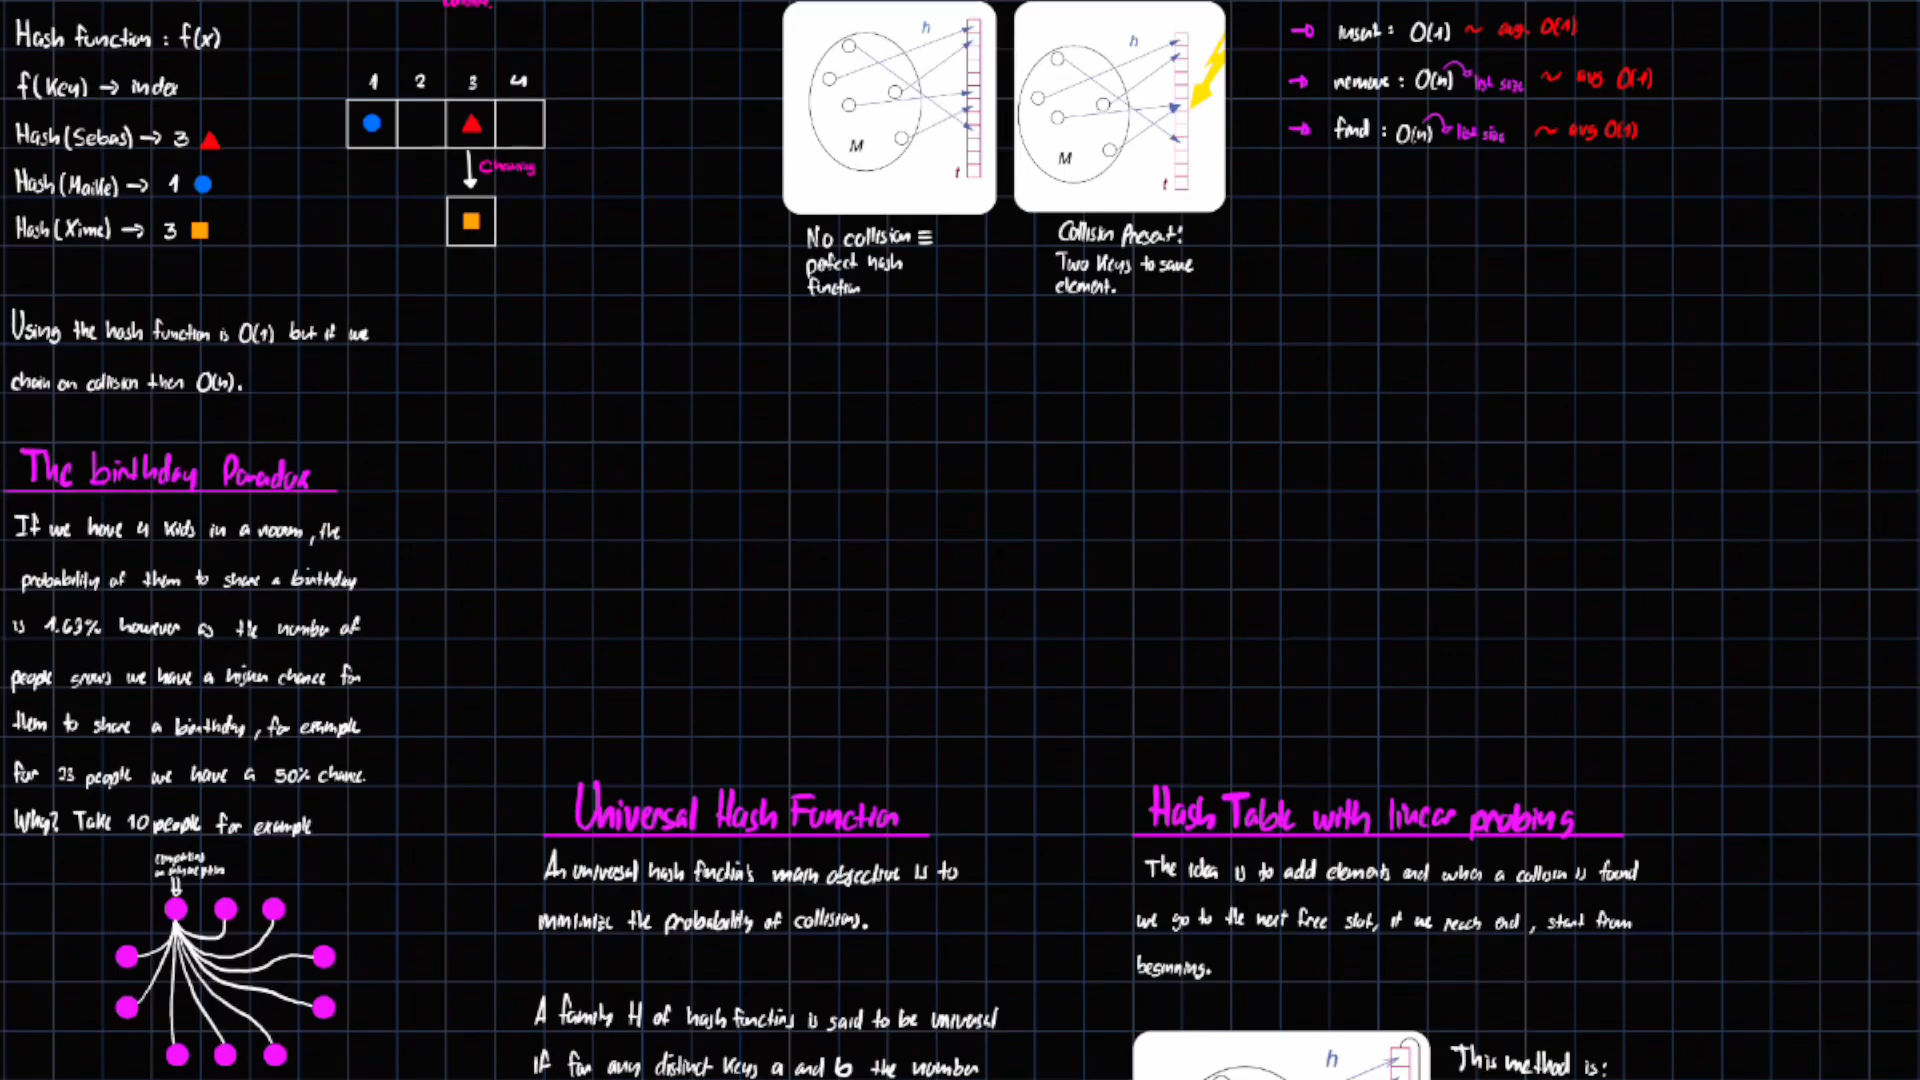 Hash function : f(x)
f(Key) → index
Hash(Sebas) → 3
Hash(Maike) → 1
Hash(Xime) → 3
1 2 3 4
Chaining
Using the hash function is O(1) but if we
chain on collision then O(n).
The birthday Paradox
If we have 4 kids in a room, the
probability of them to share a birthday
is 1.63% however as the number of
people grows we have a higher chance for
them to share a birthday, for example
for 23 people we have a 50% chance.
Why? Take 10 people for example
h
M
t
No collision ≡
perfect hash
function
h
M
t
Collision Present!
Two Keys to same
element.
→ insert : O(1) ~ avg. O(1)
→ remove : O(n) list size ~ avg O(1)
→ find : O(n) list size ~ avg O(1)
Universal Hash Function
An universal hash function's main objective is to
minimize the probability of collisions.
A family H of hash functions is said to be universal
if for any distinct Keys a and b the number
Hash Table with linear probing
The idea is to add elements and when a collision is found
we go to the next free slot, if we reach end, start from
beginning.
h
This method is: